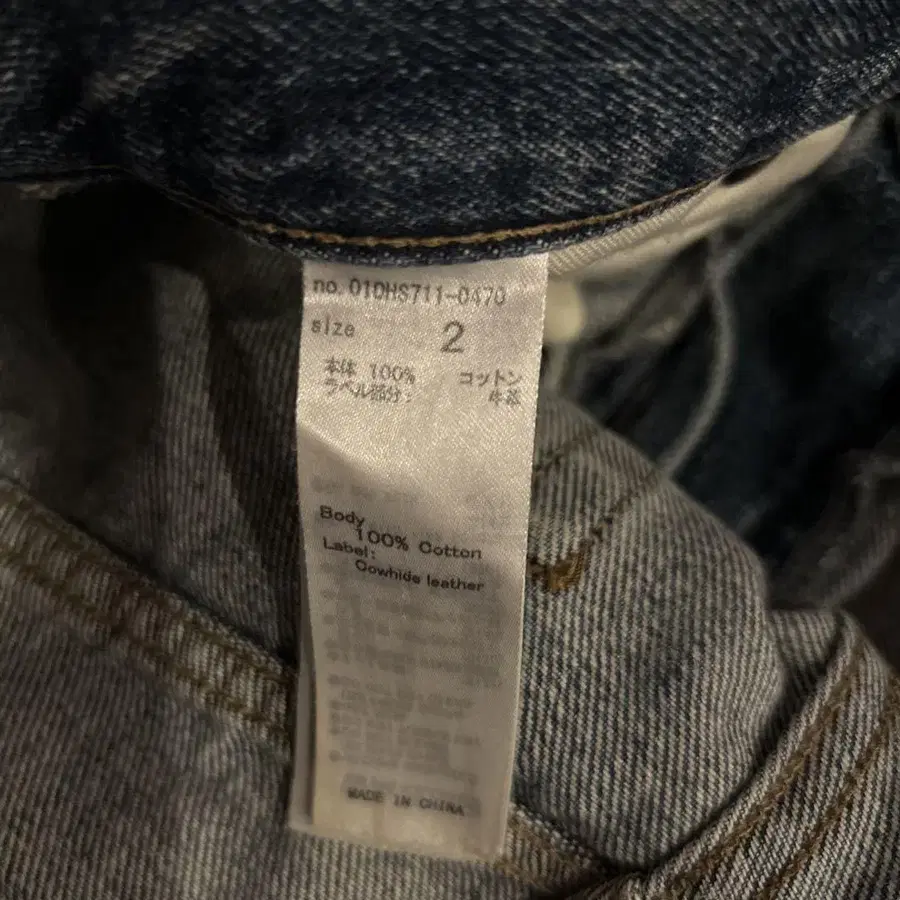 no.010HS711-0470
size 2
本体 100% コットン
ラベル部分: 牛革
Body
100% Cotton
Label:
Cowhide leather
MADE IN CHINA